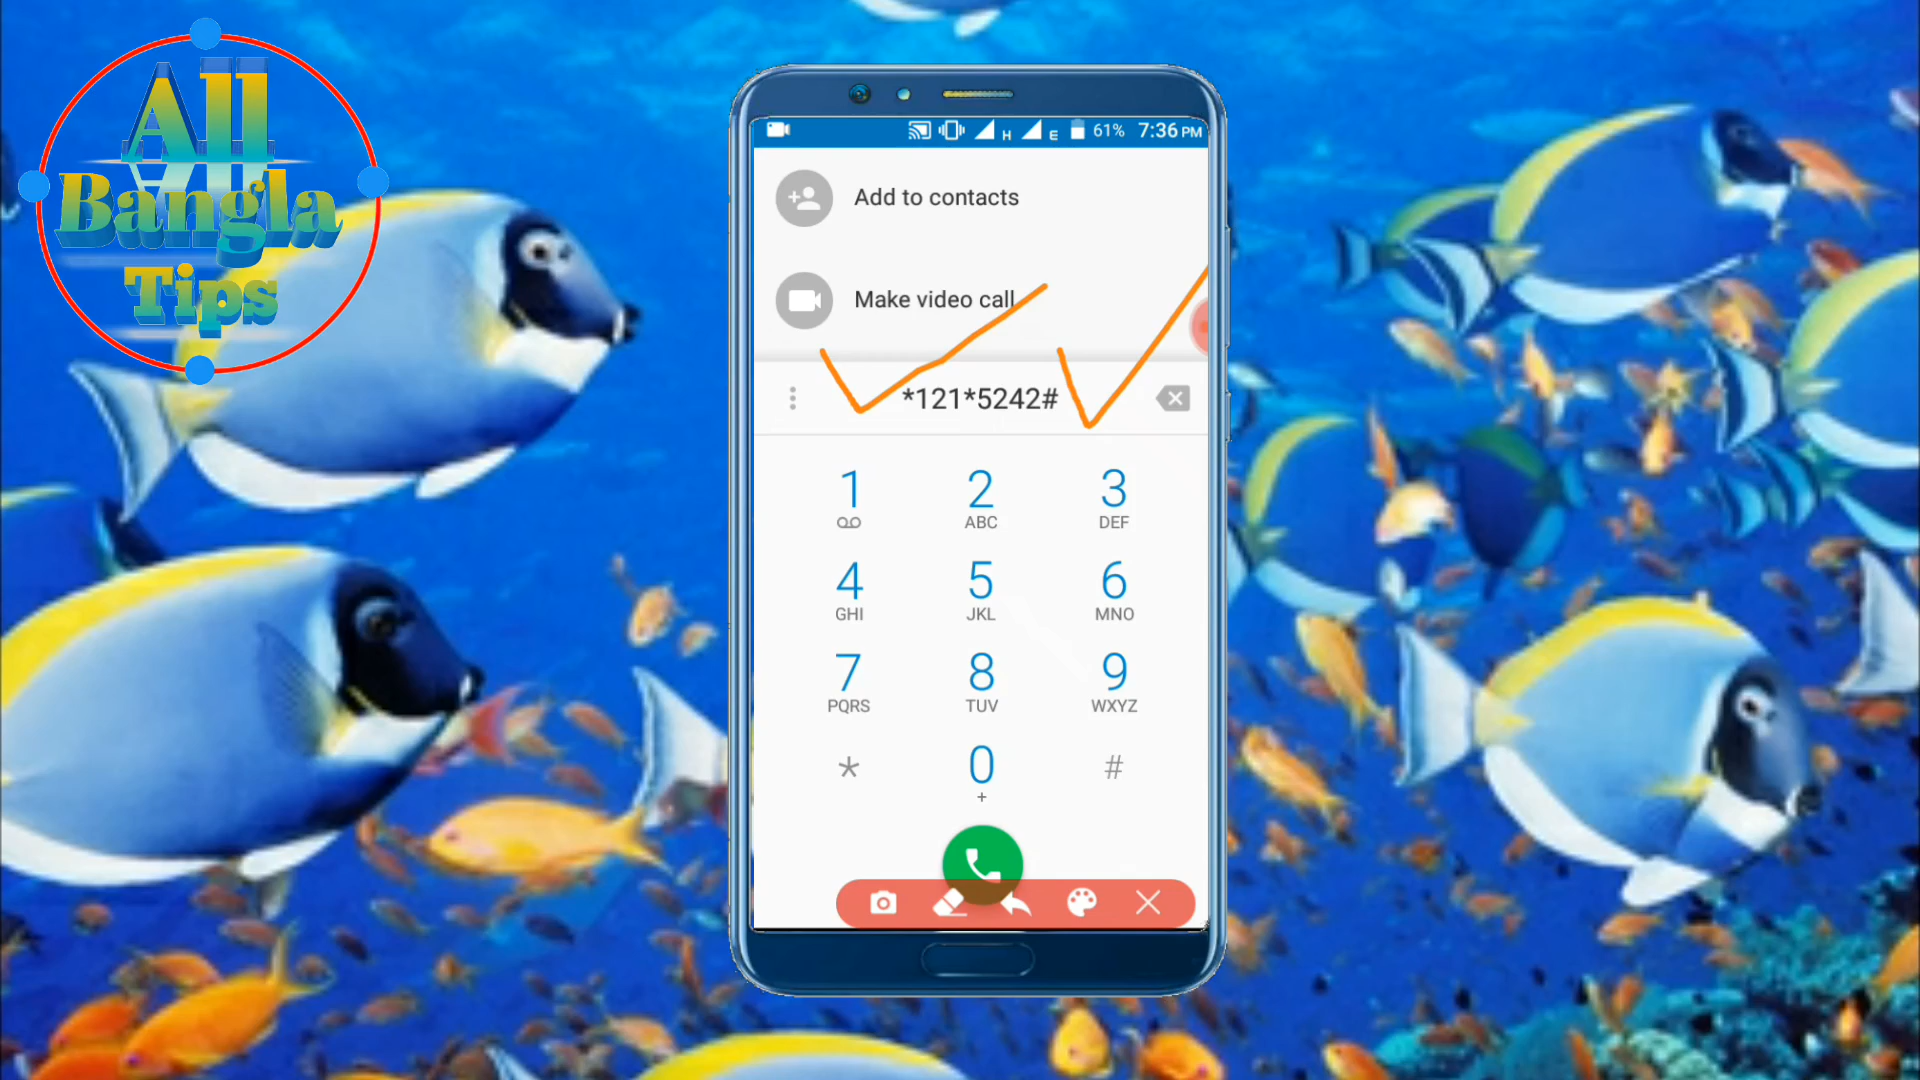 All
Bangla
Tips
H E 61% 7:36 PM
Add to contacts
Make video call
*121*5242#
1 2 3
ABC DEF
4 5 6
GHI JKL MNO
7 8 9
PQRS TUV WXYZ
* 0 #
+